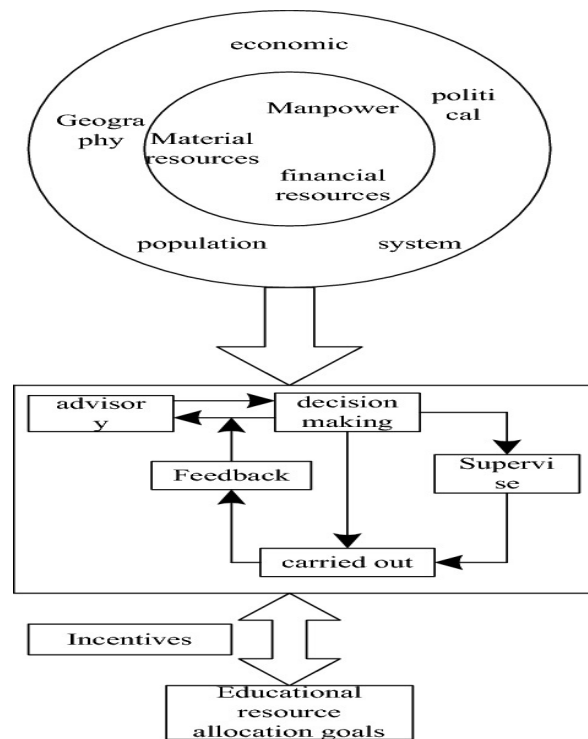 economic
politi
cal
Geogra
phy
Manpower
Material
resources
financial
resources
population
system
advisor
y
decision
making
Feedback
Supervi
se
carried out
Incentives
Educational
resource
allocation goals